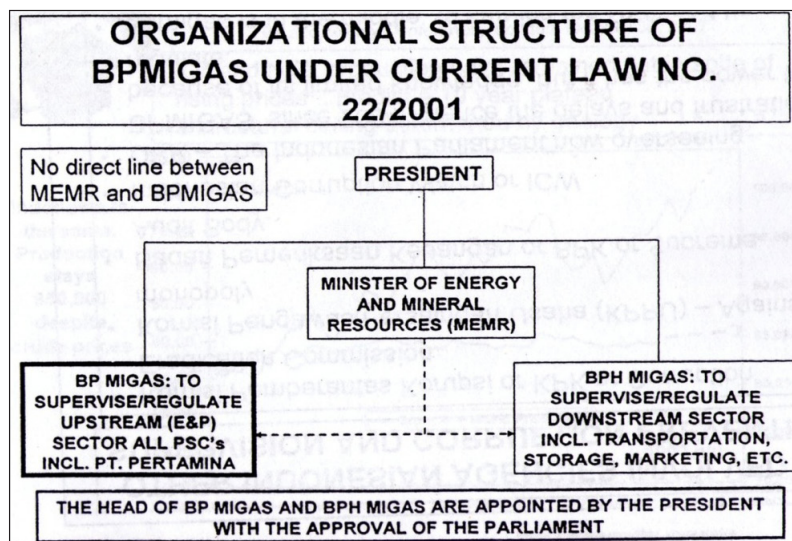 ORGANIZATIONAL STRUCTURE OF
BPMIGAS UNDER CURRENT LAW NO.
22/2001
No direct line between
MEMR and BPMIGAS
PRESIDENT
MINISTER OF ENERGY
AND MINERAL
RESOURCES (MEMR)
BP MIGAS: TO
SUPERVISE/REGULATE
UPSTREAM (E&P)
SECTOR ALL PSC's
INCL. PT. PERTAMINA
BPH MIGAS: TO
SUPERVISE/REGULATE
DOWNSTREAM SECTOR
INCL. TRANSPORTATION,
STORAGE, MARKETING, ETC.
THE HEAD OF BP MIGAS AND BPH MIGAS ARE APPOINTED BY THE PRESIDENT
WITH THE APPROVAL OF THE PARLIAMENT